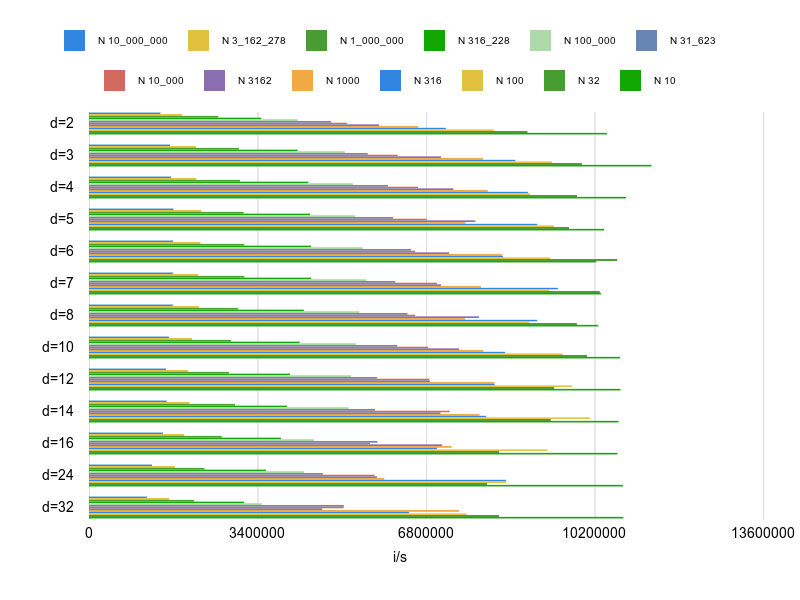 N 10_000_000 N 3_162_278 N 1_000_000 N 316_228 N 100_000 N 31_623
N 10_000 N 3162 N 1000 N 316 N 100 N 32 N 10
d=2
d=3
d=4
d=5
d=6
d=7
d=8
d=10
d=12
d=14
d=16
d=24
d=32
0 3400000 6800000 10200000 13600000
i/s